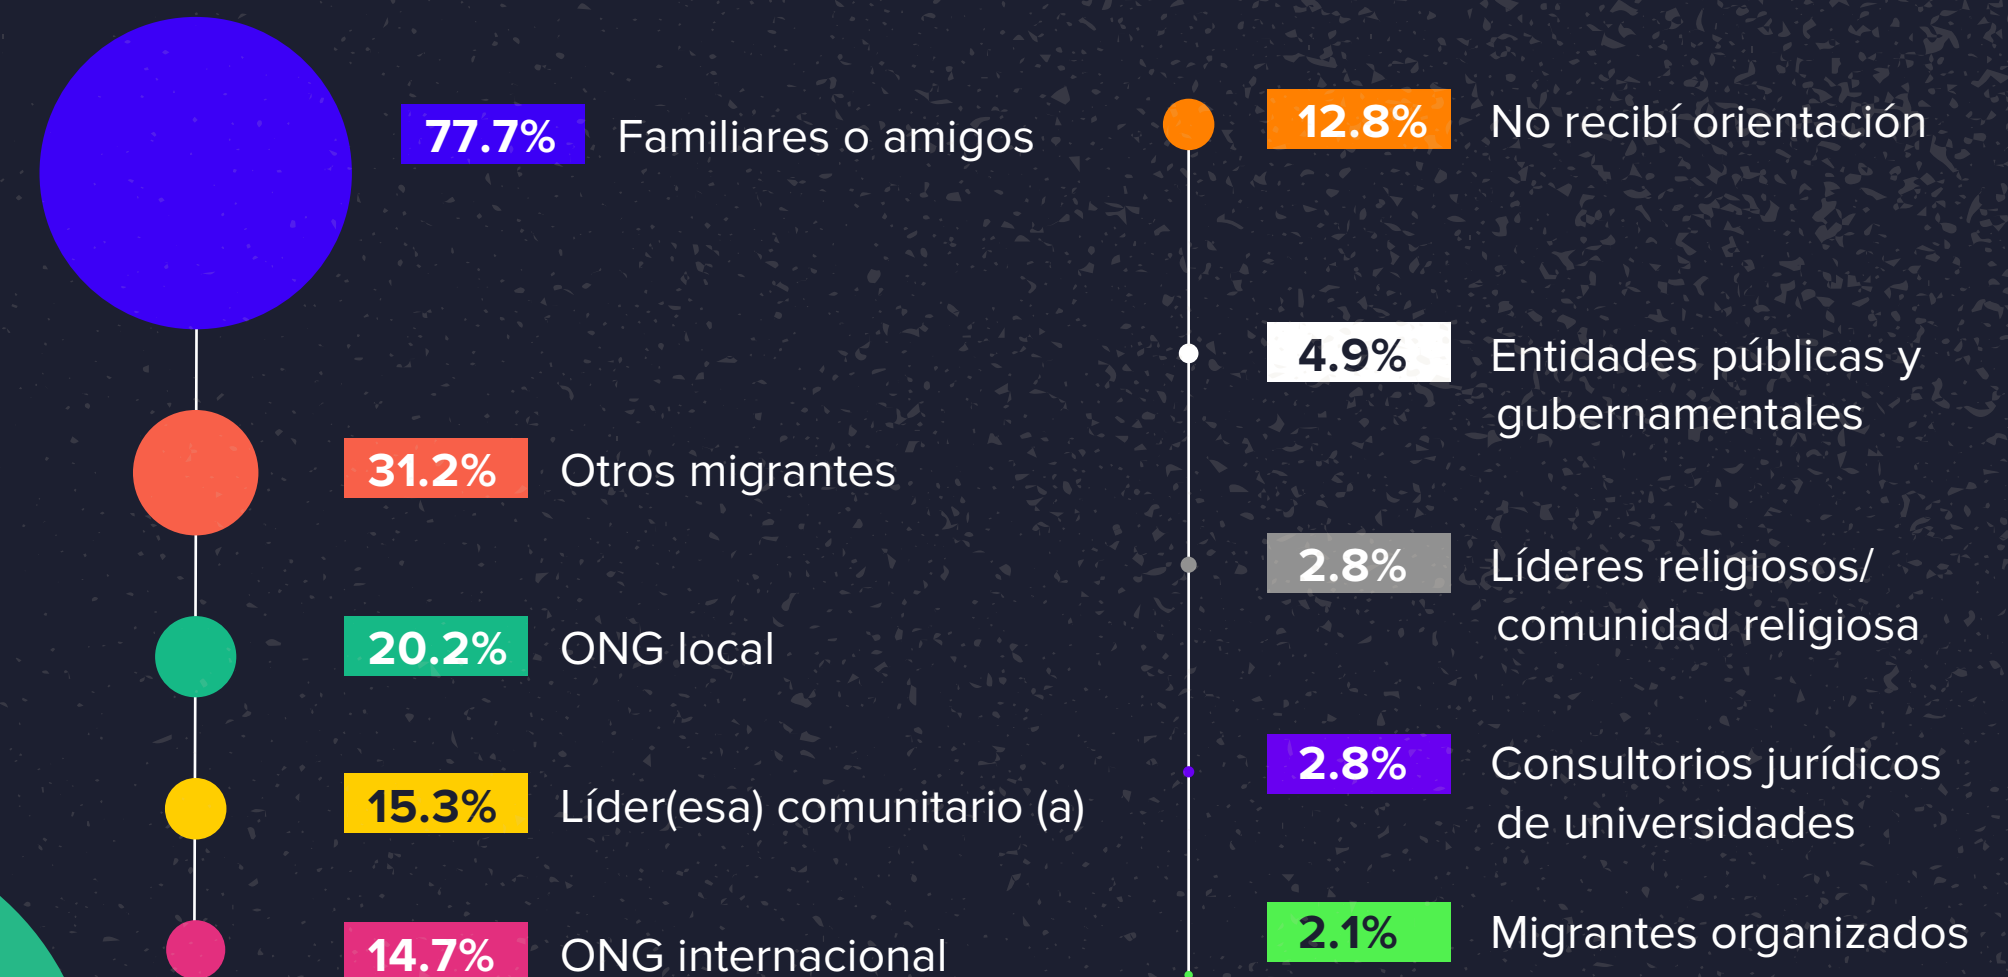 77.7% Familiares o amigos
31.2% Otros migrantes
20.2% ONG local
15.3% Líder(esa) comunitario (a)
14.7% ONG internacional
12.8% No recibí orientación
4.9% Entidades públicas y
gubernamentales
2.8% Líderes religiosos/
comunidad religiosa
2.8% Consultorios jurídicos
de universidades
2.1% Migrantes organizados